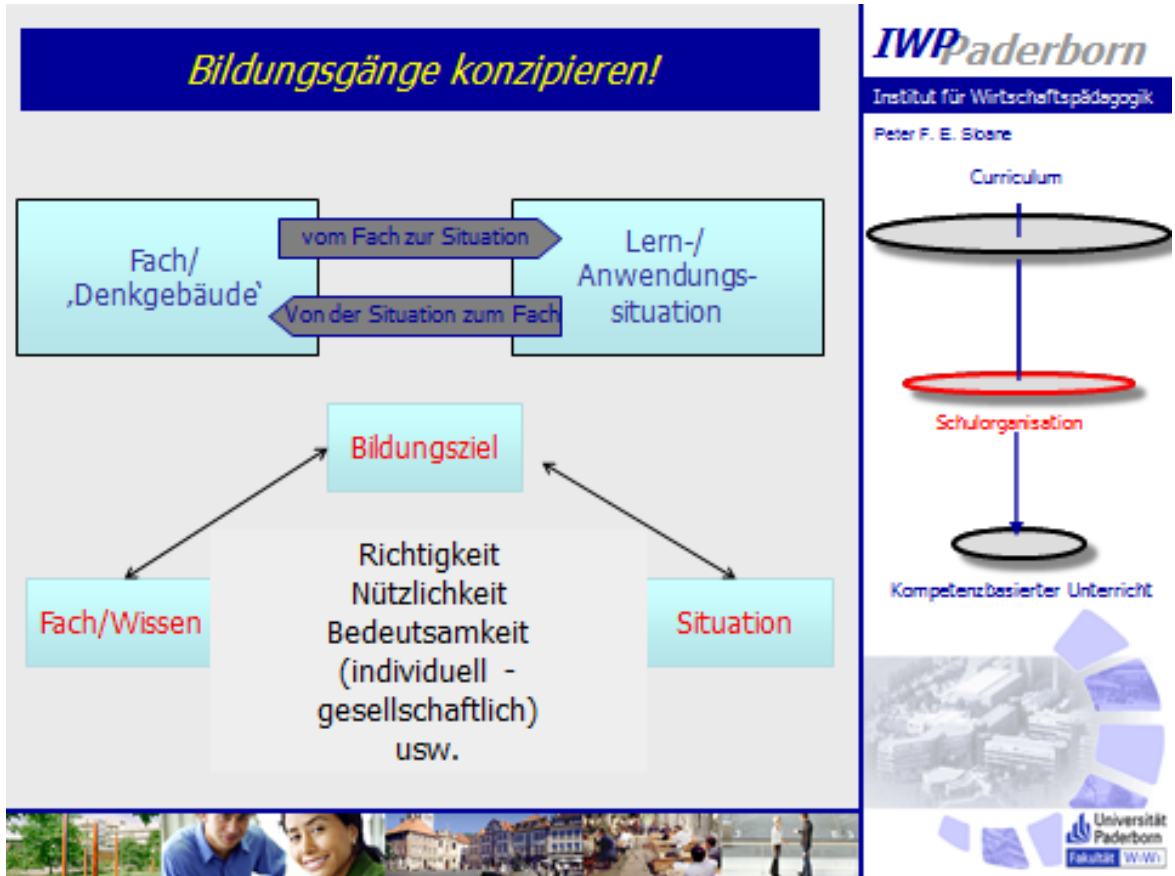 Bildungsgänge konzipieren!
Fach/
‚Denkgebäude‘
vom Fach zur Situation
Von der Situation zum Fach
Lern-/
Anwendungs-
situation
Bildungsziel
Fach/Wissen
Richtigkeit
Nützlichkeit
Bedeutsamkeit
(individuell -
gesellschaftlich)
usw.
Situation
IWPPaderborn
Institut für Wirtschaftspädagogik
Peter F. E. Sloane
Curriculum
Schulorganisation
Kompetenzbasierter Unterricht
Universität
Paderborn
Fakultät WiWi